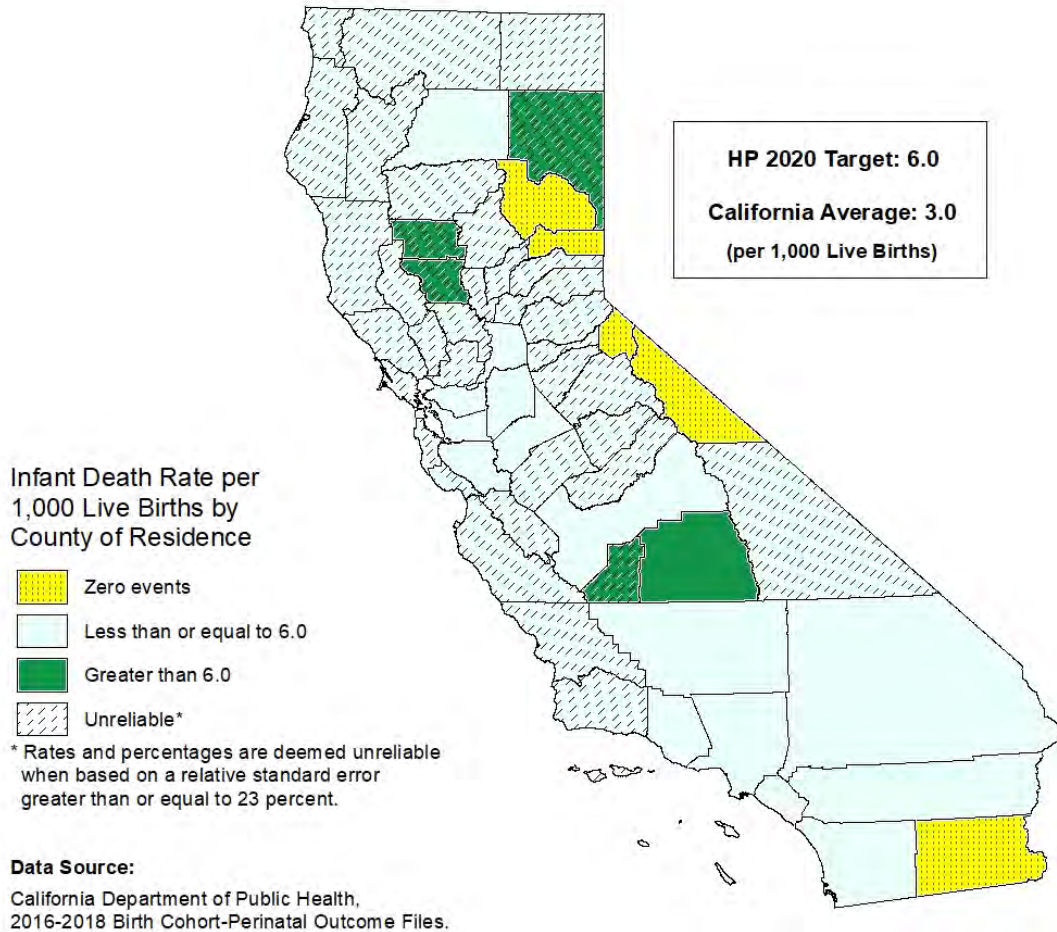 HP 2020 Target: 6.0
California Average: 3.0
(per 1,000 Live Births)
Infant Death Rate per
1,000 Live Births by
County of Residence
Zero events
Less than or equal to 6.0
Greater than 6.0
Unreliable*
* Rates and percentages are deemed unreliable
when based on a relative standard error
greater than or equal to 23 percent.
Data Source:
California Department of Public Health,
2016-2018 Birth Cohort-Perinatal Outcome Files.